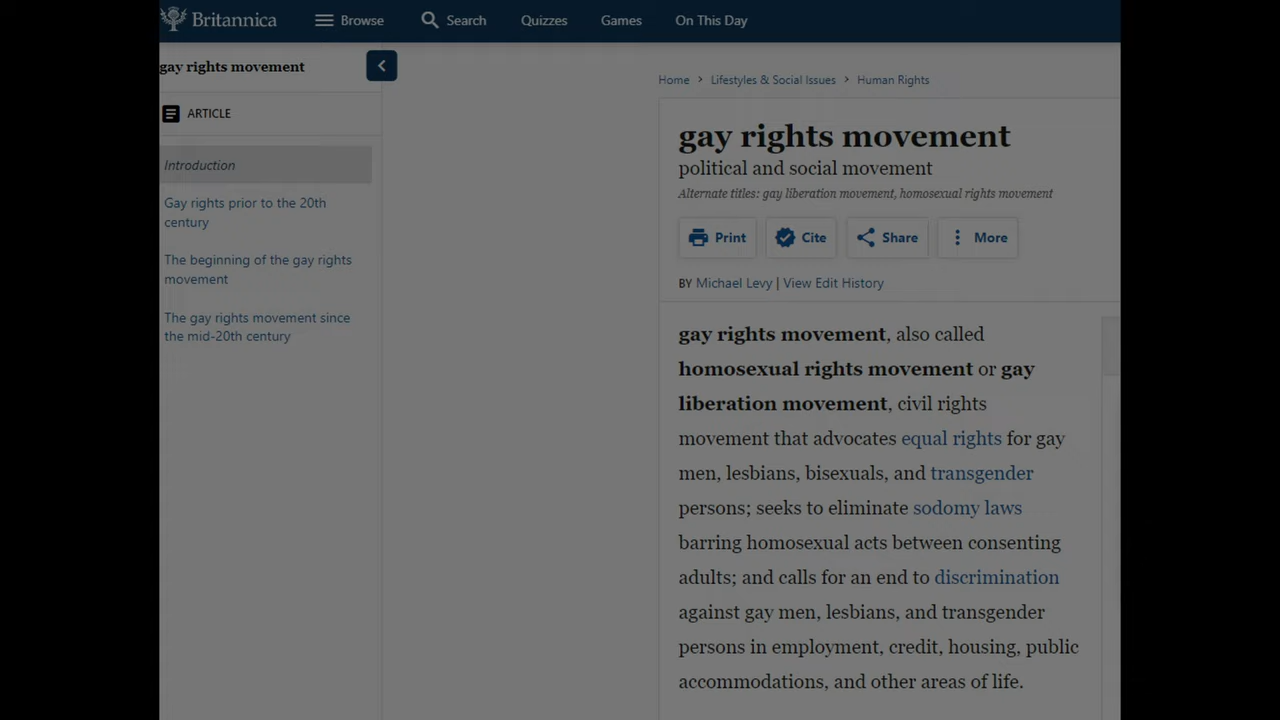 Britannica
Browse
Search
Quizzes
Games
On This Day
gay rights movement
ARTICLE
Introduction
Gay rights prior to the 20th
century
The beginning of the gay rights
movement
The gay rights movement since
the mid-20th century
Home > Lifestyles & Social Issues > Human Rights
gay rights movement
political and social movement
Alternate titles: gay liberation movement, homosexual rights movement
Print
Cite
Share
More
BY Michael Levy | View Edit History
gay rights movement, also called
homosexual rights movement or gay
liberation movement, civil rights
movement that advocates equal rights for gay
men, lesbians, bisexuals, and transgender
persons; seeks to eliminate sodomy laws
barring homosexual acts between consenting
adults; and calls for an end to discrimination
against gay men, lesbians, and transgender
persons in employment, credit, housing, public
accommodations, and other areas of life.